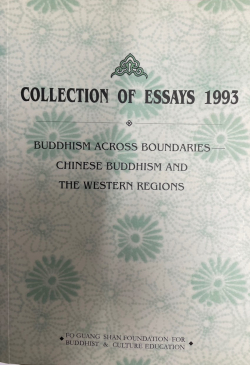 COLLECTION OF ESSAYS 1993
BUDDHISM ACROSS BOUNDARIES—
CHINESE BUDDHISM AND
THE WESTERN REGIONS
FO GUANG SHAN FOUNDATION FOR
BUDDHIST & CULTURE EDUCATION